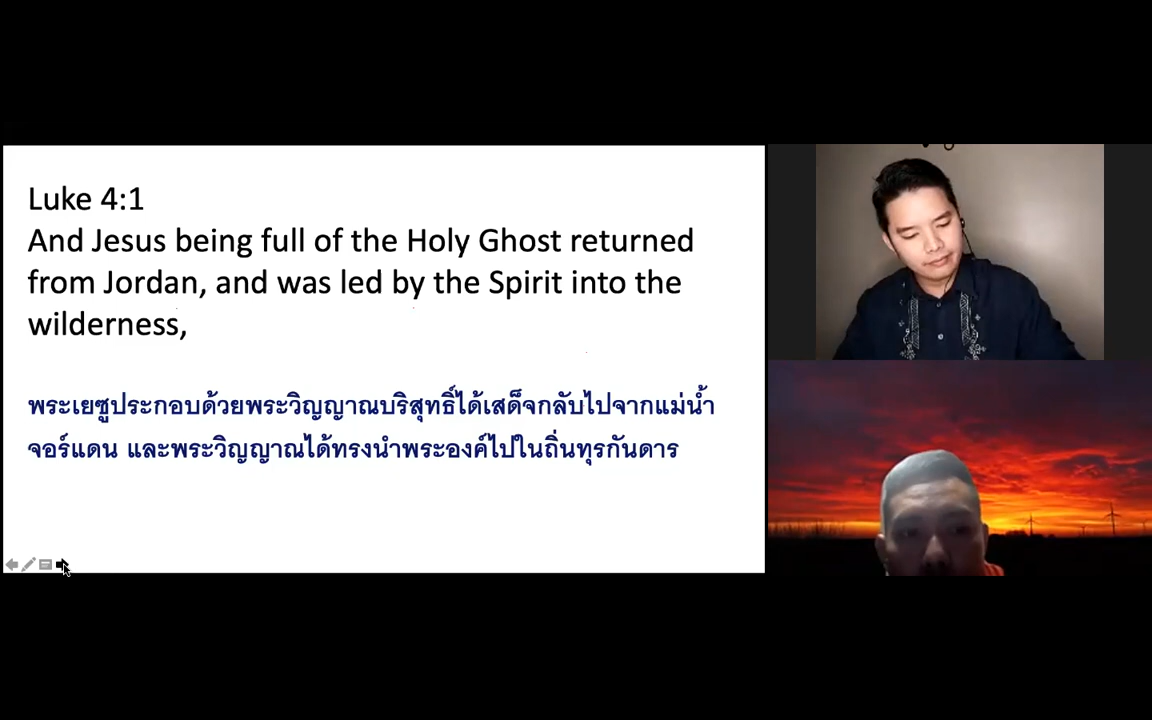 Luke 4:1
And Jesus being full of the Holy Ghost returned
from Jordan, and was led by the Spirit into the
wilderness,
พระเยซูประกอบด้วยพระวิญญาณบริสุทธิ์ได้เสด็จกลับไปจากแม่น้ำ
จอร์แดน และพระวิญญาณได้ทรงนำพระองค์ไปในถิ่นทุรกันดาร